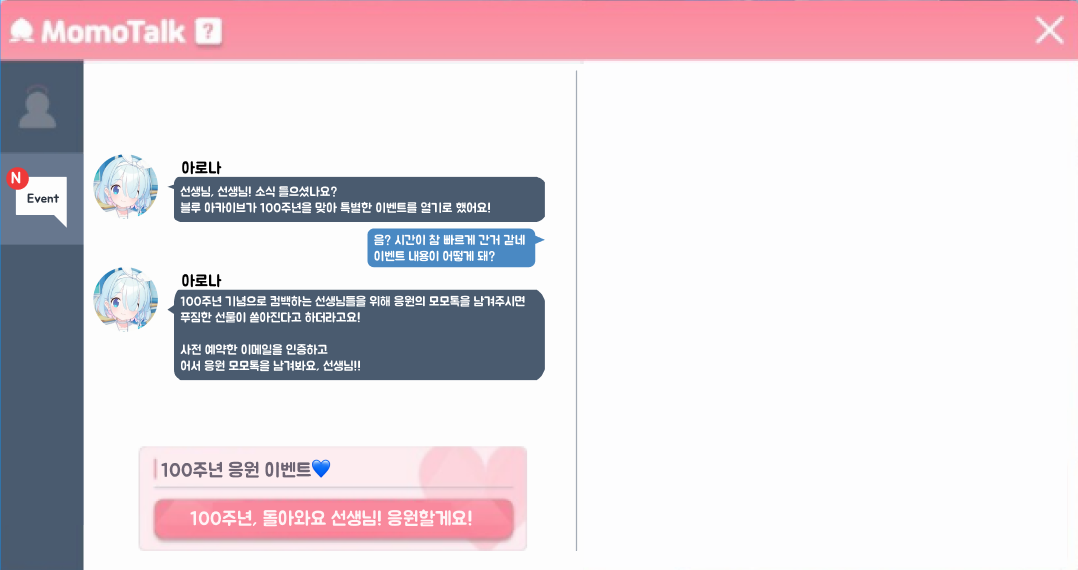 MomoTalk ?
N
Event
아로나
선생님, 선생님! 소식 들으셨나요?
블루 아카이브가 100주년을 맞아 특별한 이벤트를 열기로 했어요!
음? 시간이 참 빠르게 간거 같네
이벤트 내용이 어떻게 돼?
아로나
100주년 기념으로 컴백하는 선생님들을 위해 응원의 모모톡을 남겨주시면
푸짐한 선물이 쏟아진다고 하더라고요!
사전 예약한 이메일을 인증하고
어서 응원 모모톡을 남겨봐요, 선생님!!
100주년 응원 이벤트💙
100주년, 돌아와요 선생님! 응원할게요!